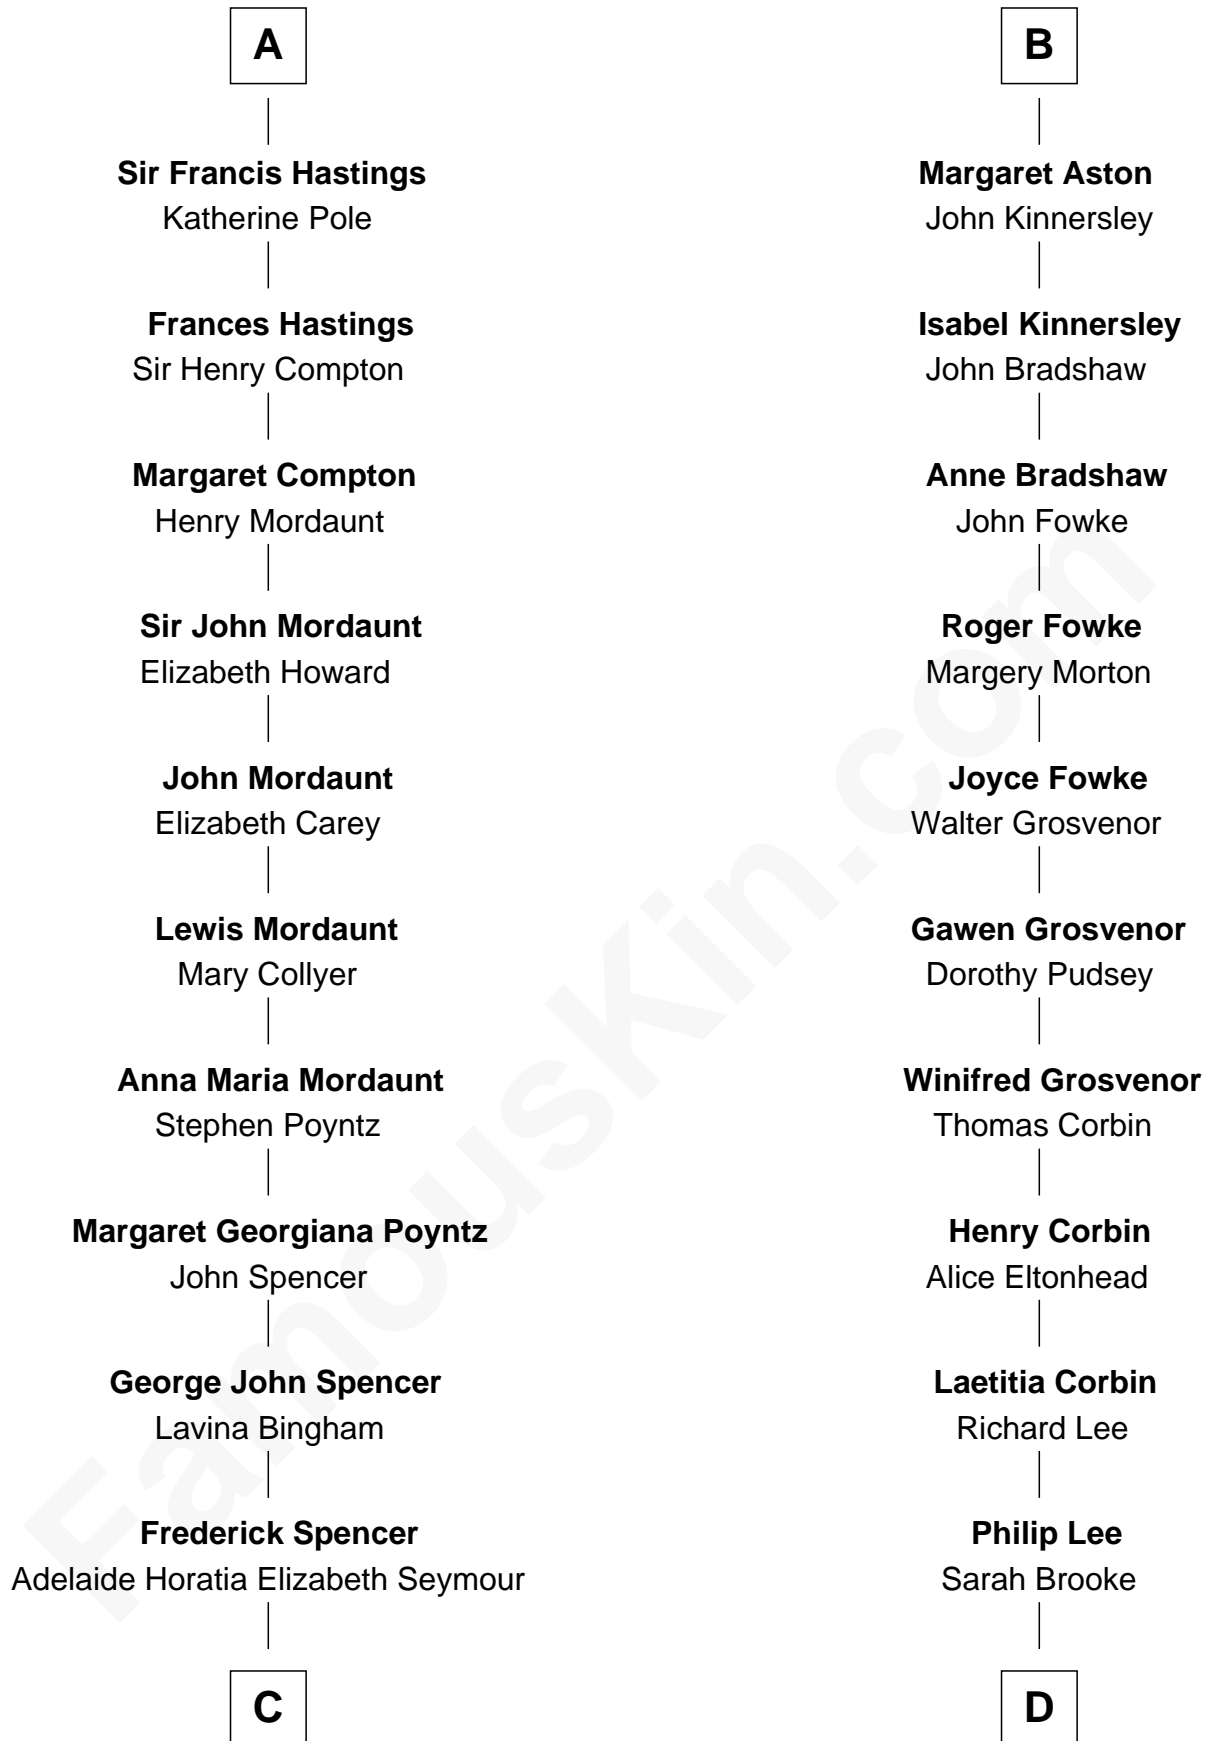 A
Sir Francis Hastings
Katherine Pole
Frances Hastings
Sir Henry Compton
Margaret Compton
Henry Mordaunt
Sir John Mordaunt
Elizabeth Howard
John Mordaunt
Elizabeth Carey
Lewis Mordaunt
Mary Collyer
Anna Maria Mordaunt
Stephen Poyntz
Margaret Georgiana Poyntz
John Spencer
George John Spencer
Lavina Bingham
Frederick Spencer
Adelaide Horatia Elizabeth Seymour
C
B
Margaret Aston
John Kinnersley
Isabel Kinnersley
John Bradshaw
Anne Bradshaw
John Fowke
Roger Fowke
Margery Morton
Joyce Fowke
Walter Grosvenor
Gawen Grosvenor
Dorothy Pudsey
Winifred Grosvenor
Thomas Corbin
Henry Corbin
Alice Eltonhead
Laetitia Corbin
Richard Lee
Philip Lee
Sarah Brooke
D
FamousKin.com